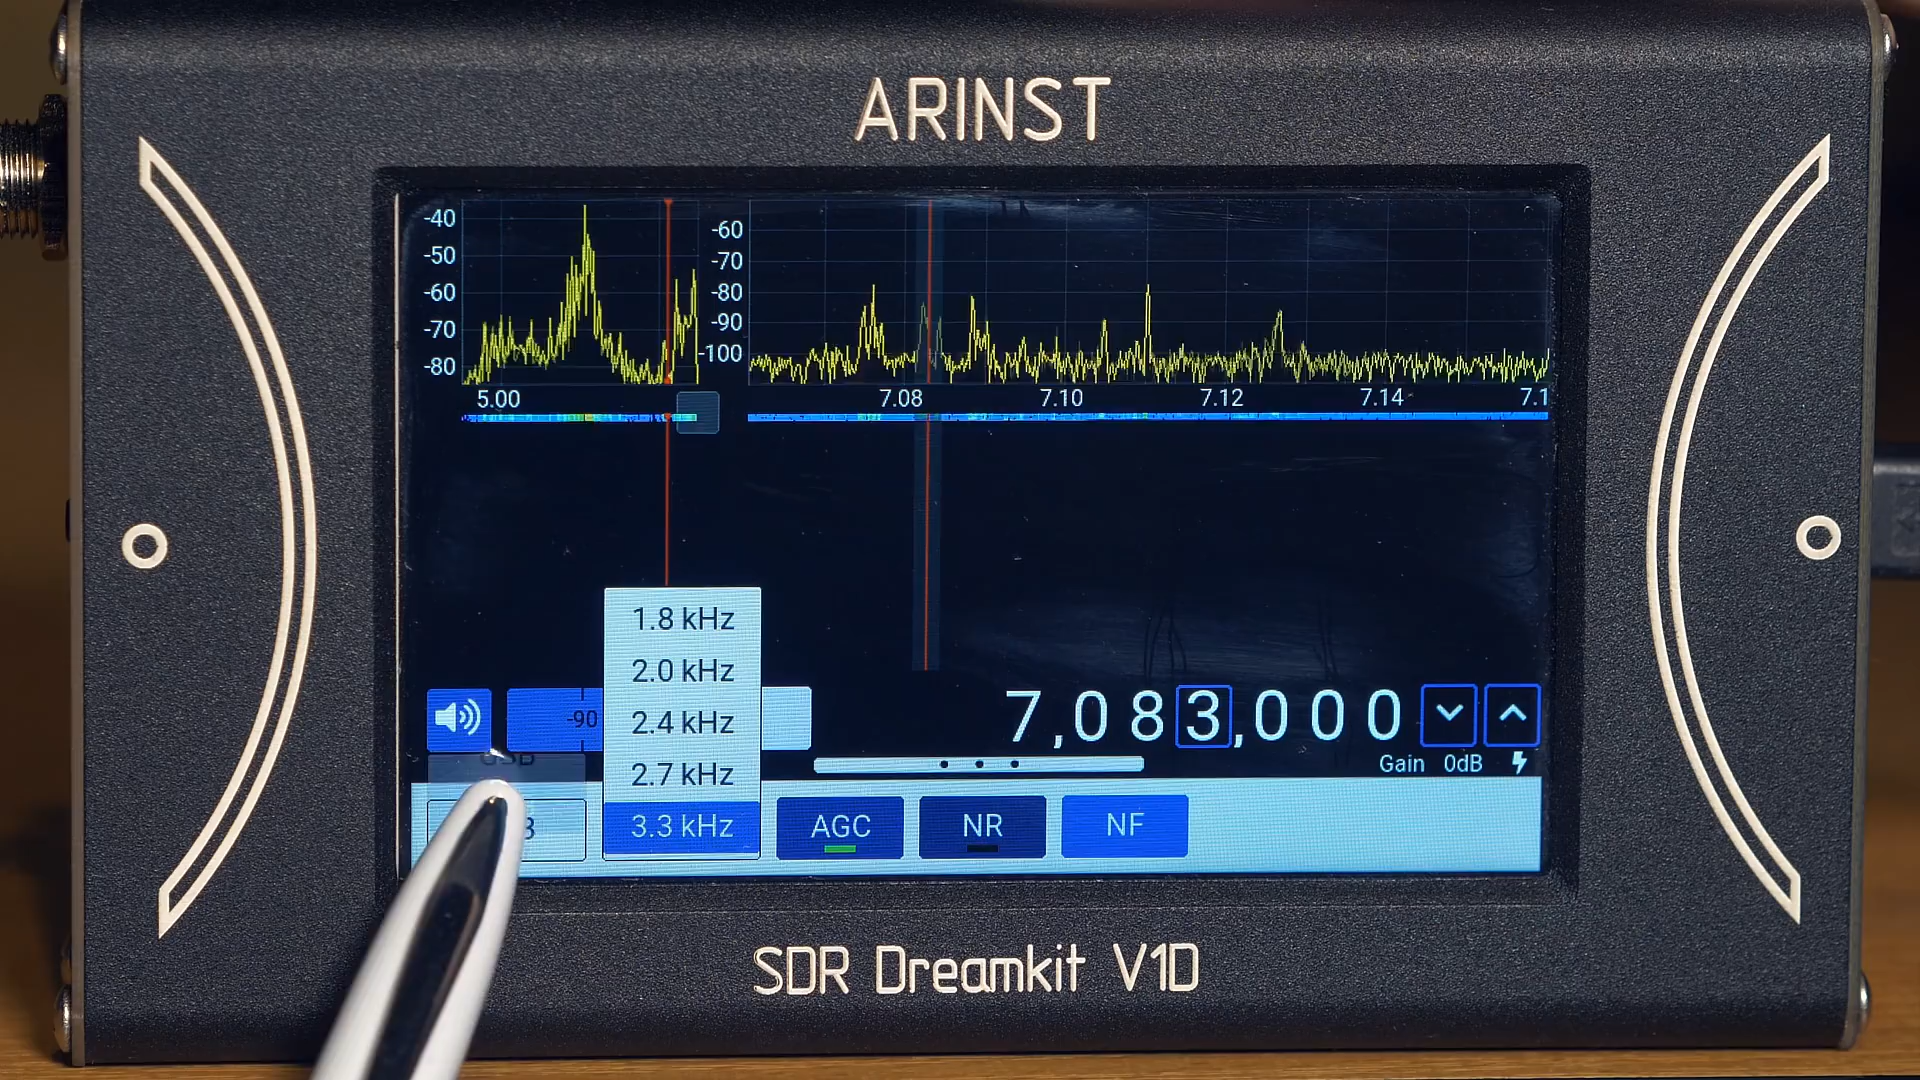 ARINST
-40
-50
-60
-70
-80
-60
-70
-80
-90
-100
5.00
7.08
7.10
7.12
7.14
7.1
1.8 kHz
2.0 kHz
2.4 kHz
2.7 kHz
3.3 kHz
-90
7,083,000
Gain 0dB
AGC
NR
NF
SDR Dreamkit V1D